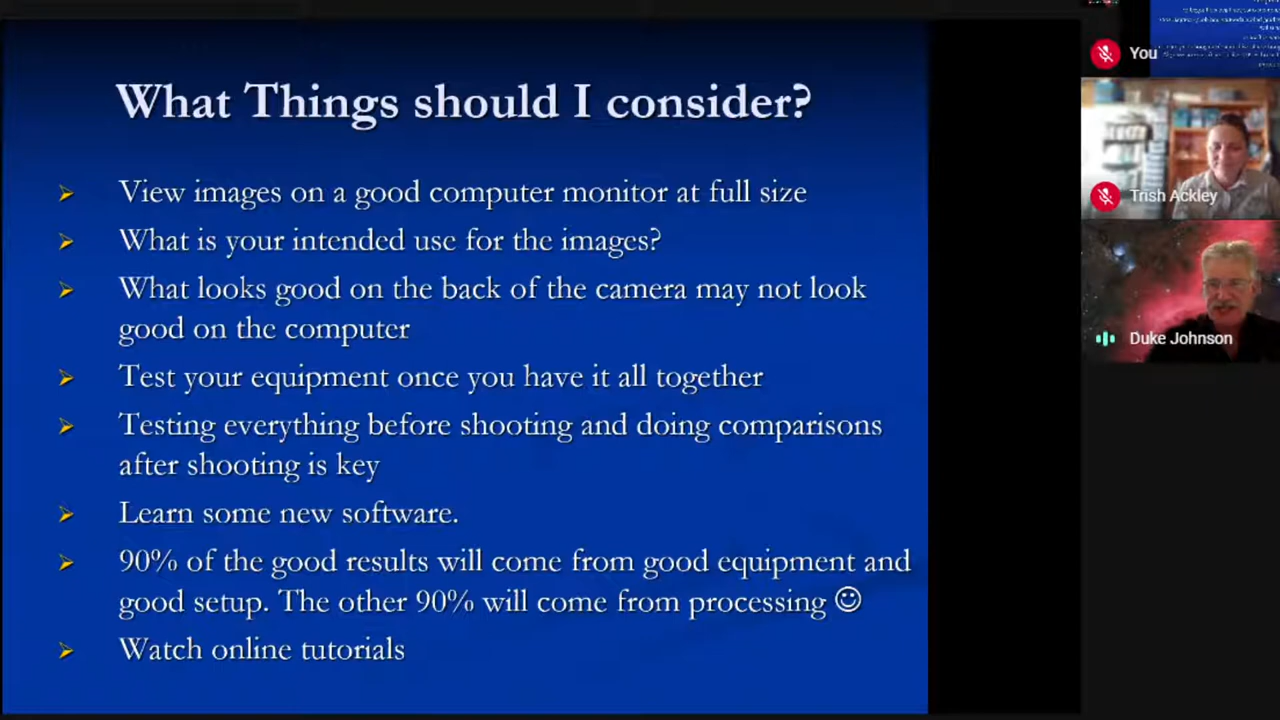 What Things should I consider?
View images on a good computer monitor at full size
What is your intended use for the images?
What looks good on the back of the camera may not look
good on the computer
Test your equipment once you have it all together
Testing everything before shooting and doing comparisons
after shooting is key
Learn some new software.
90% of the good results will come from good equipment and
good setup. The other 90% will come from processing ☺
Watch online tutorials
You
Trish Ackley
Duke Johnson